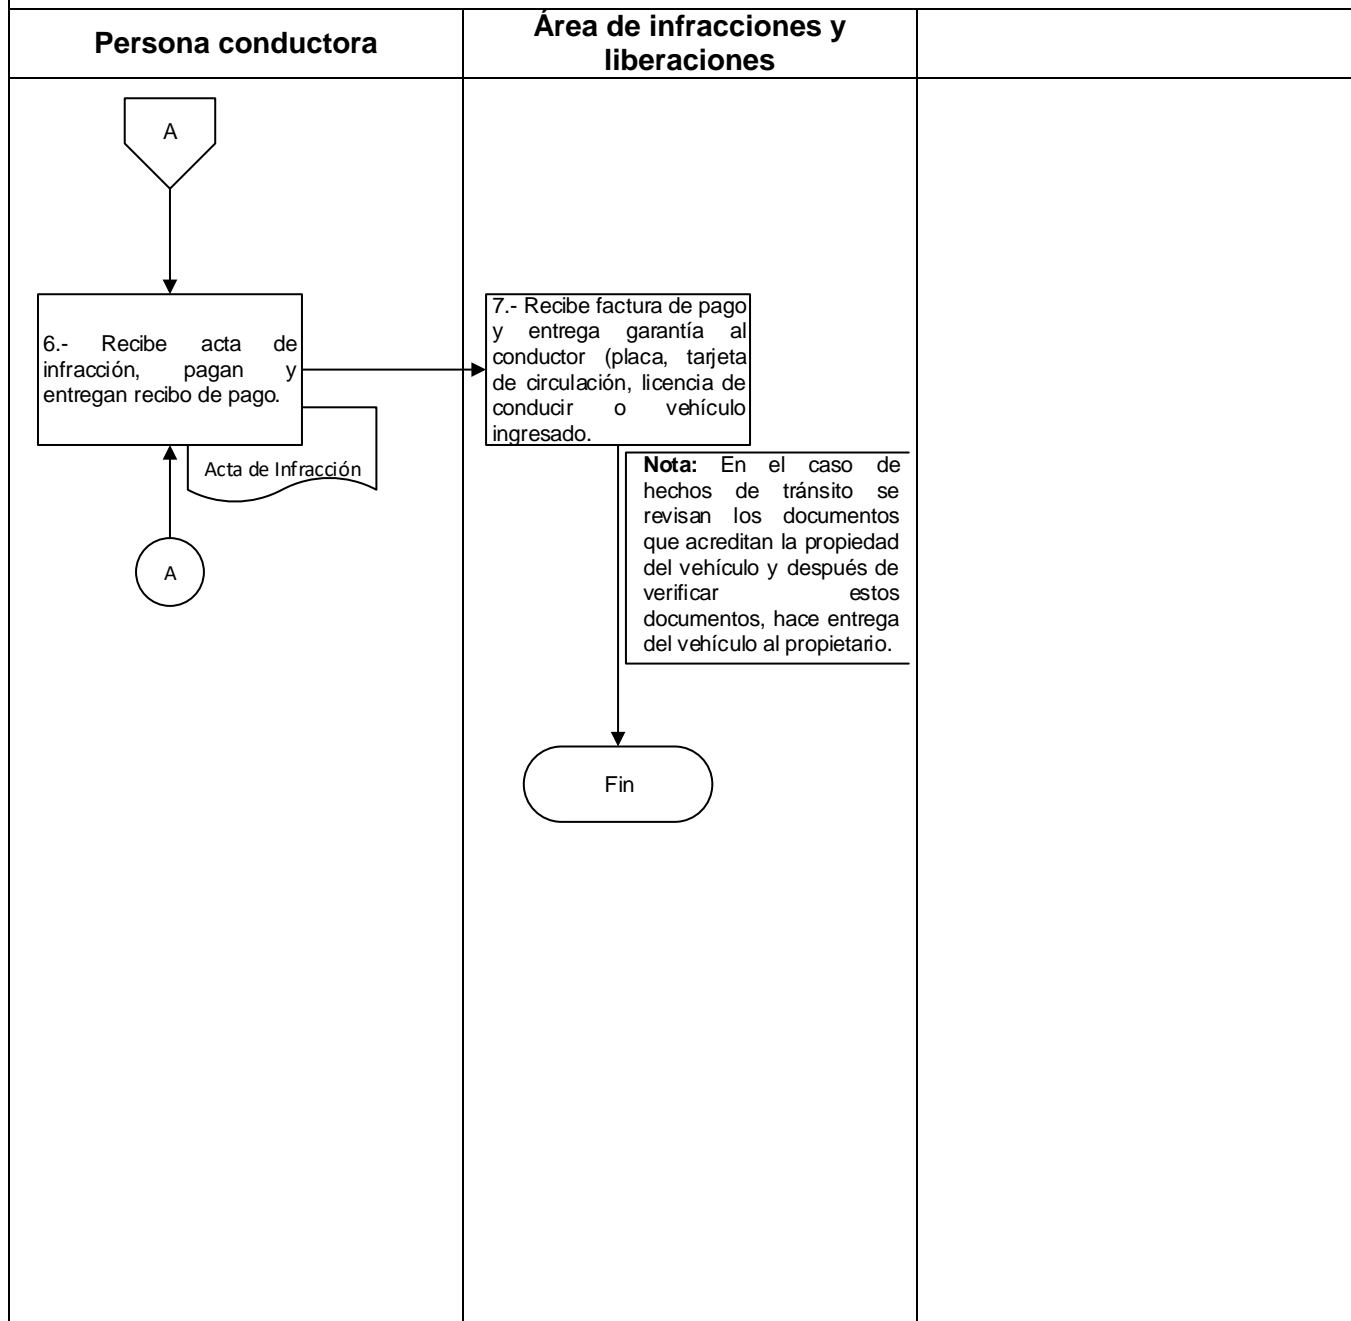 Persona conductora
Área de infracciones y
liberaciones
A
6.- Recibe acta de
infracción, pagan y
entregan recibo de pago.
Acta de Infracción
A
7.- Recibe factura de pago
y entrega garantía al
conductor (placa, tarjeta
de circulación, licencia de
conducir o vehículo
ingresado.
Nota: En el caso de
hechos de tránsito se
revisan los documentos
que acreditan la propiedad
del vehículo y después de
verificar estos
documentos, hace entrega
del vehículo al propietario.
Fin